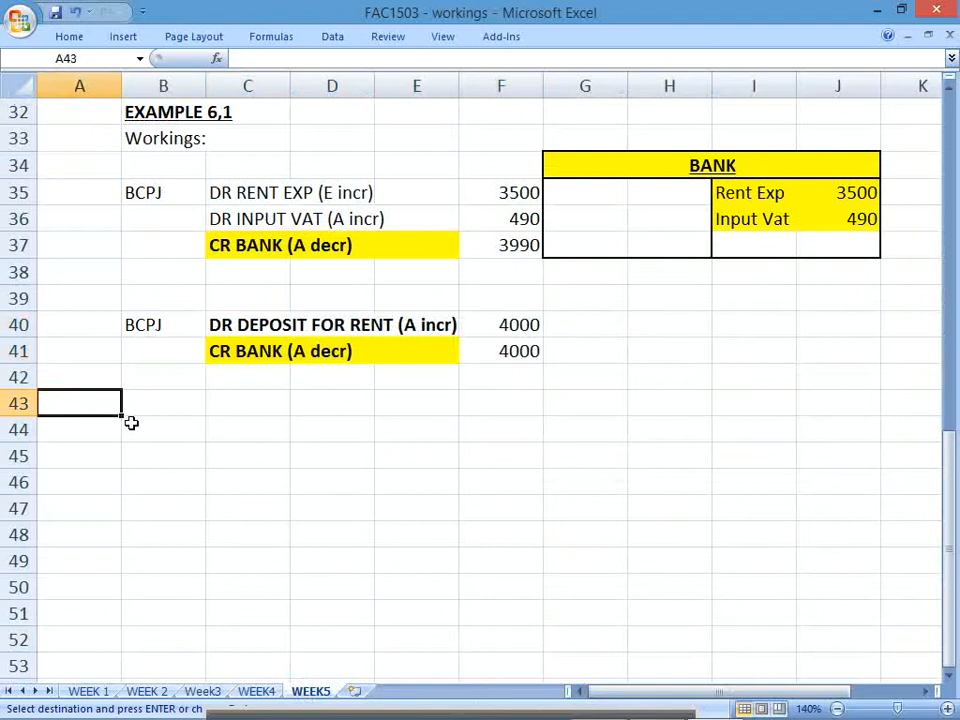 FAC1503 - workings - Microsoft Excel
Home Insert Page Layout Formulas Data Review View Add-Ins
A43 fx
A B C D E F G H I J K
32 EXAMPLE 6,1
33 Workings:
34 BANK
35 BCPJ DR RENT EXP (E incr) 3500 Rent Exp 3500
36 DR INPUT VAT (A incr) 490 Input Vat 490
37 CR BANK (A decr) 3990
38
39
40 BCPJ DR DEPOSIT FOR RENT (A incr) 4000
41 CR BANK (A decr) 4000
42
43
44
45
46
47
48
49
50
51
52
53
WEEK 1 WEEK 2 Week3 WEEK4 WEEK5
Select destination and press ENTER or ch 140%